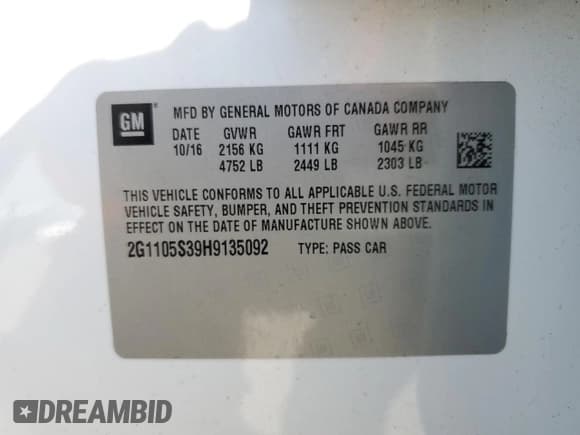 GM ® MFD BY GENERAL MOTORS OF CANADA COMPANY
DATE GVWR GAWR FRT GAWR RR
10/16 2156 KG 1111 KG 1045 KG
4752 LB 2449 LB 2303 LB
THIS VEHICLE CONFORMS TO ALL APPLICABLE U.S. FEDERAL MOTOR
VEHICLE SAFETY, BUMPER, AND THEFT PREVENTION STANDARDS IN
EFFECT ON THE DATE OF MANUFACTURE SHOWN ABOVE.
2G1105S39H9135092 TYPE: PASS CAR
DREAMBID